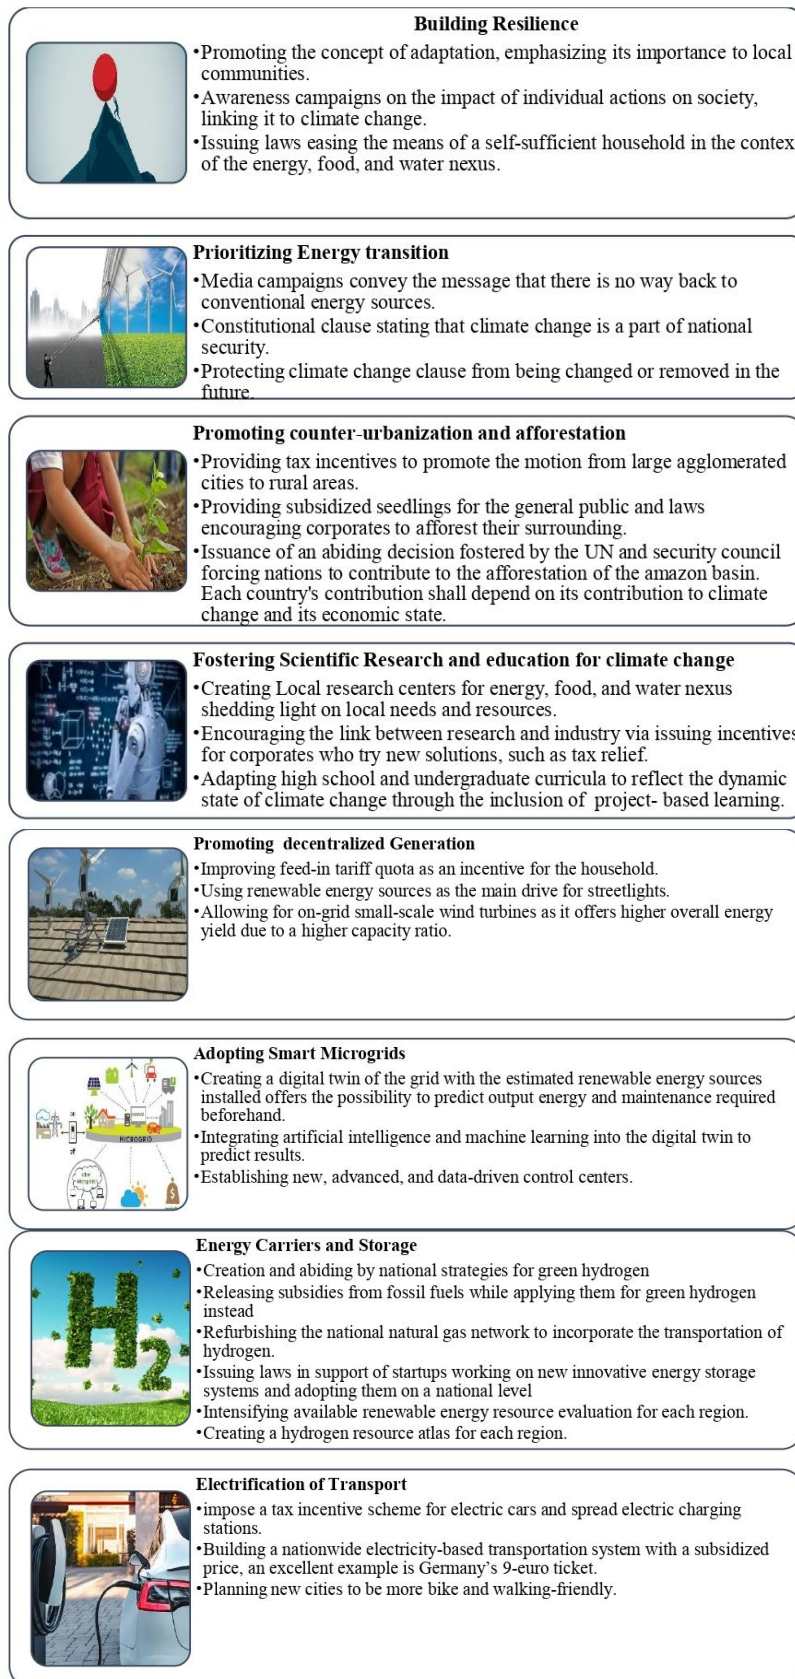 Building Resilience
•Promoting the concept of adaptation, emphasizing its importance to local
communities.
•Awareness campaigns on the impact of individual actions on society,
linking it to climate change.
•Issuing laws easing the means of a self-sufficient household in the contex
of the energy, food, and water nexus.
Prioritizing Energy transition
•Media campaigns convey the message that there is no way back to
conventional energy sources.
•Constitutional clause stating that climate change is a part of national
security.
•Protecting climate change clause from being changed or removed in the
future.
Promoting counter-urbanization and afforestation
•Providing tax incentives to promote the motion from large agglomerated
cities to rural areas.
•Providing subsidized seedlings for the general public and laws
encouraging corporates to afforest their surrounding.
•Issuance of an abiding decision fostered by the UN and security council
forcing nations to contribute to the afforestation of the amazon basin.
Each country's contribution shall depend on its contribution to climate
change and its economic state.
Fostering Scientific Research and education for climate change
•Creating Local research centers for energy, food, and water nexus
shedding light on local needs and resources.
•Encouraging the link between research and industry via issuing incentives
for corporates who try new solutions, such as tax relief.
•Adapting high school and undergraduate curricula to reflect the dynamic
state of climate change through the inclusion of project- based learning.
Promoting decentralized Generation
•Improving feed-in tariff quota as an incentive for the household.
•Using renewable energy sources as the main drive for streetlights.
•Allowing for on-grid small-scale wind turbines as it offers higher overall energy
yield due to a higher capacity ratio.
Adopting Smart Microgrids
•Creating a digital twin of the grid with the estimated renewable energy sources
installed offers the possibility to predict output energy and maintenance required
beforehand.
•Integrating artificial intelligence and machine learning into the digital twin to
predict results.
•Establishing new, advanced, and data-driven control centers.
MICROGRID
Energy Carriers and Storage
•Creation and abiding by national strategies for green hydrogen
•Releasing subsidies from fossil fuels while applying them for green hydrogen
instead
•Refurbishing the national natural gas network to incorporate the transportation of
hydrogen.
•Issuing laws in support of startups working on new innovative energy storage
systems and adopting them on a national level
•Intensifying available renewable energy resource evaluation for each region.
•Creating a hydrogen resource atlas for each region.
H2
Electrification of Transport
•impose a tax incentive scheme for electric cars and spread electric charging
stations.
•Building a nationwide electricity-based transportation system with a subsidized
price, an excellent example is Germany’s 9-euro ticket.
•Planning new cities to be more bike and walking-friendly.